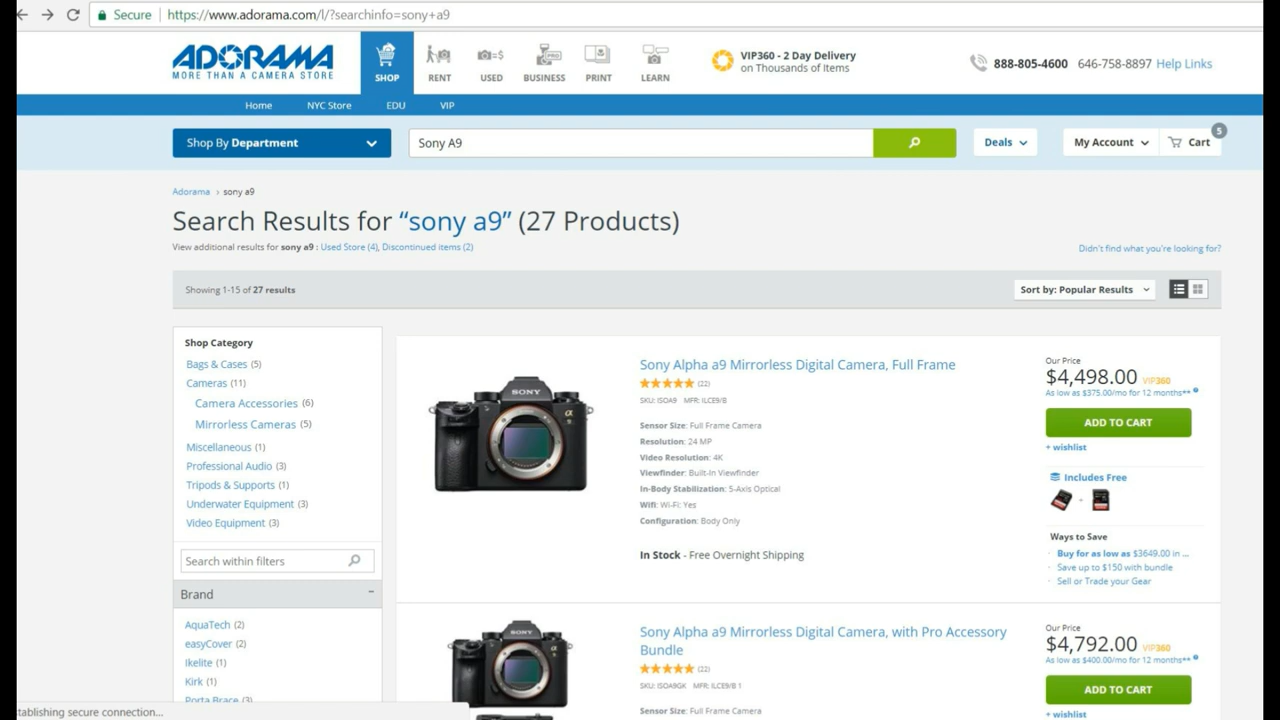 Secure
https://www.adorama.com/l/?searchinfo=sony+a9
ADORAMA
MORE THAN A CAMERA STORE
SHOP
RENT
USED
BUSINESS
PRINT
LEARN
VIP360 - 2 Day Delivery
on Thousands of Items
888-805-4600 646-758-8897 Help Links
Home NYC Store EDU VIP
Shop By Department
Sony A9
Deals
My Account
Cart
5
Adorama > sony a9
Search Results for “sony a9” (27 Products)
View additional results for sony a9 : Used Store (4), Discontinued items (2)
Didn't find what you're looking for?
Showing 1-15 of 27 results
Sort by: Popular Results
Shop Category
Bags & Cases (5)
Cameras (11)
Camera Accessories (6)
Mirrorless Cameras (5)
Miscellaneous (1)
Professional Audio (3)
Tripods & Supports (1)
Underwater Equipment (3)
Video Equipment (3)
Search within filters
Brand
AquaTech (2)
easyCover (2)
Ikelite (1)
Kirk (1)
Porta Brace (3)
SONY
Sony Alpha a9 Mirrorless Digital Camera, Full Frame
(22)
SKU: ISOA9 MFR: ILCE9/B
Sensor Size: Full Frame Camera
Resolution: 24 MP
Video Resolution: 4K
Viewfinder: Built-In Viewfinder
In-Body Stabilization: 5-Axis Optical
Wifi: Wi-Fi: Yes
Configuration: Body Only
In Stock - Free Overnight Shipping
Our Price
$4,498.00 VIP360
As low as $375.00/mo for 12 months**
ADD TO CART
+ wishlist
Includes Free
Ways to Save
Buy for as low as $3649.00 in ...
Save up to $150 with bundle
Sell or Trade your Gear
SONY
Sony Alpha a9 Mirrorless Digital Camera, with Pro Accessory
Bundle
(22)
SKU: ISOA9GK MFR: ILCE9/B 1
Sensor Size: Full Frame Camera
Our Price
$4,792.00 VIP360
As low as $400.00/mo for 12 months**
ADD TO CART
+ wishlist
tablishing secure connection...